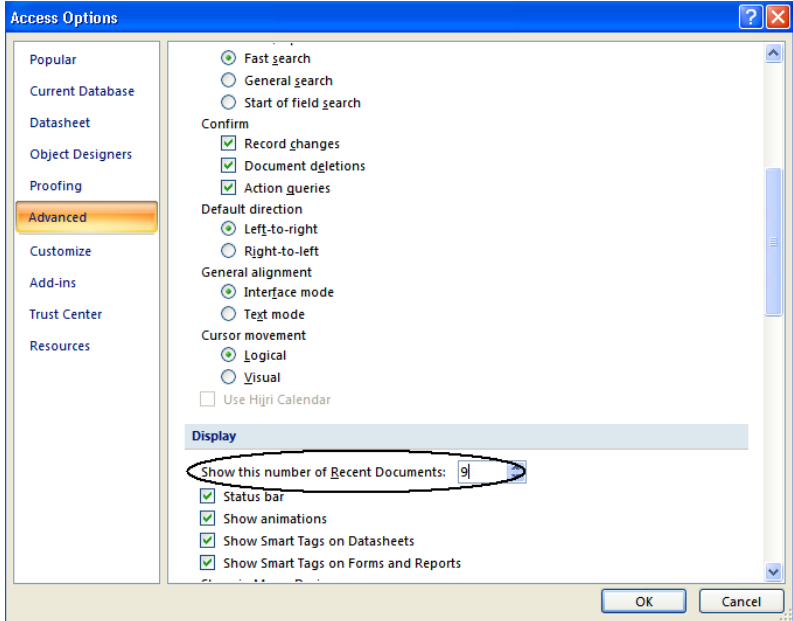 Access Options
Popular
Current Database
Datasheet
Object Designers
Proofing
Advanced
Customize
Add-ins
Trust Center
Resources
Fast search
General search
Start of field search
Confirm
Record changes
Document deletions
Action queries
Default direction
Left-to-right
Right-to-left
General alignment
Interface mode
Text mode
Cursor movement
Logical
Visual
Use Hijri Calendar
Display
Show this number of Recent Documents: 9
Status bar
Show animations
Show Smart Tags on Datasheets
Show Smart Tags on Forms and Reports
OK Cancel